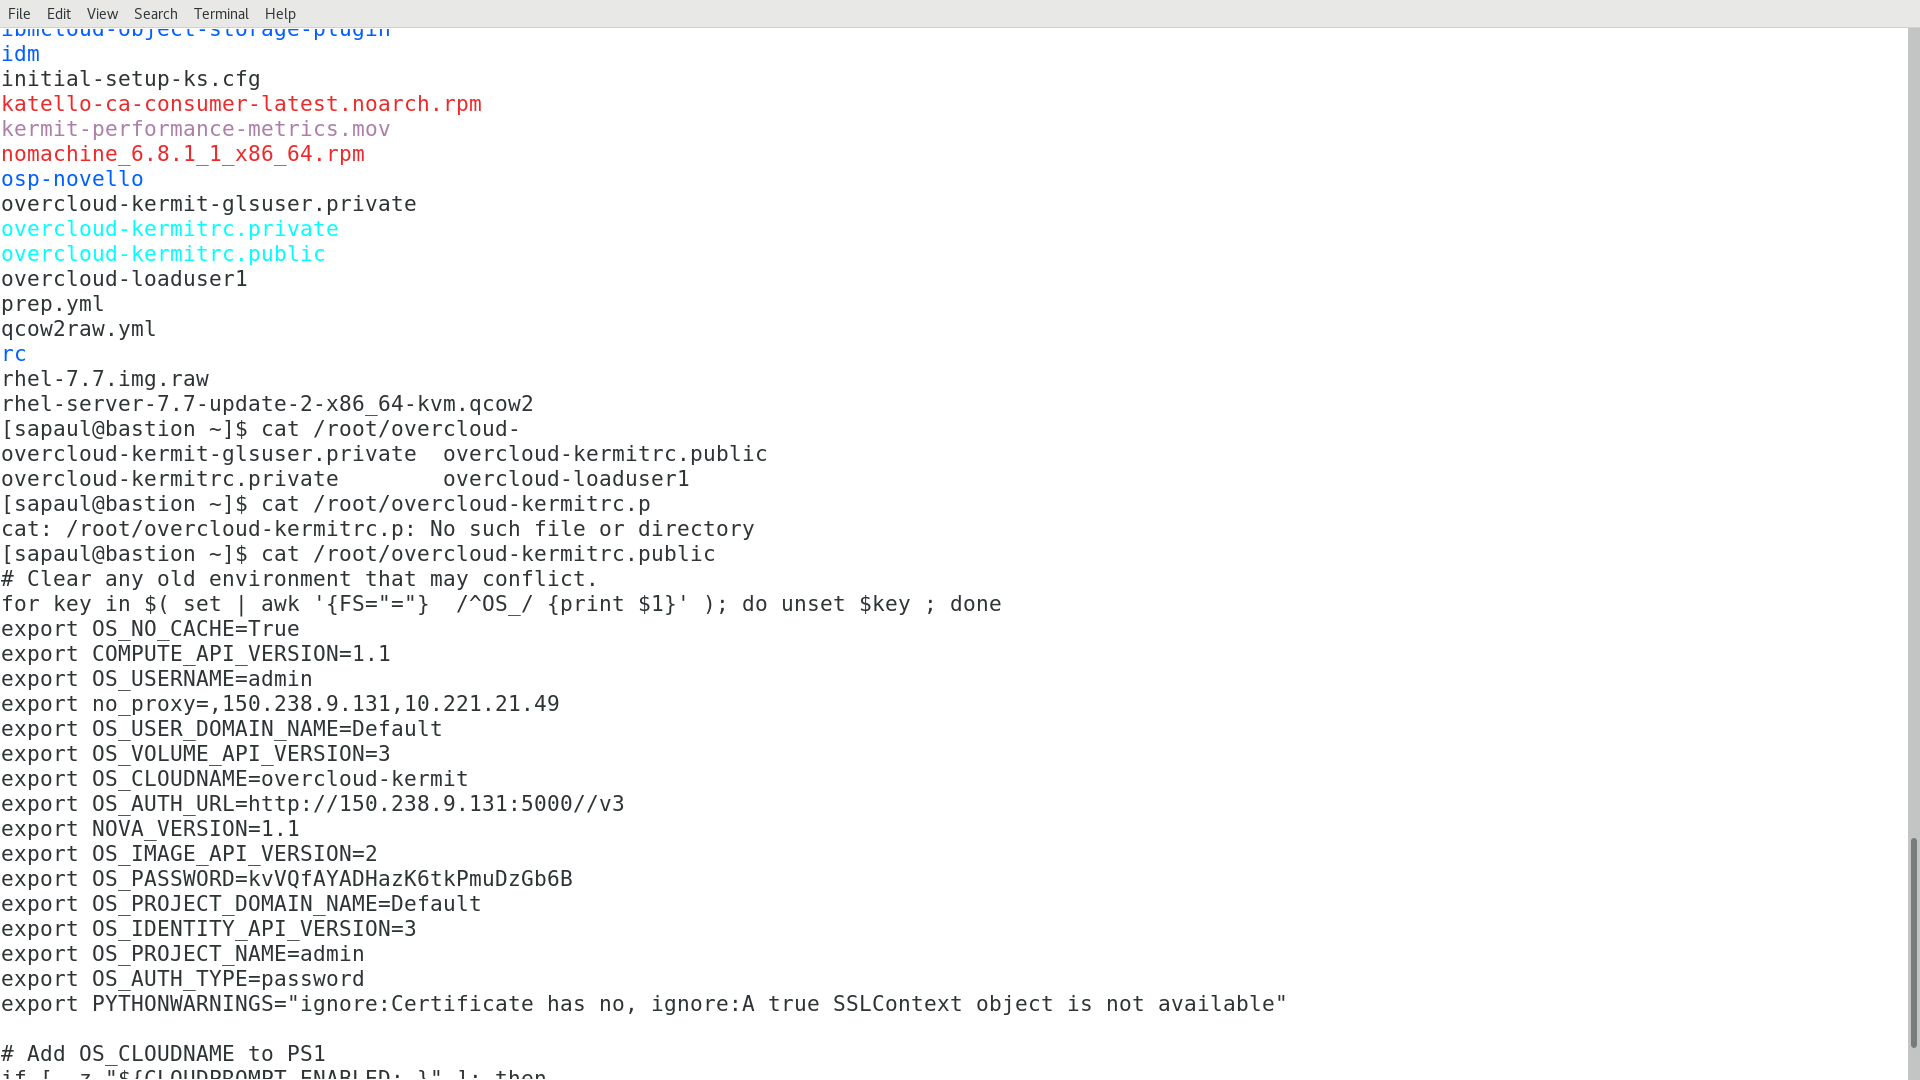 File Edit View Search Terminal Help
ibmcloud-object-storage-plugin
idm
initial-setup-ks.cfg
katello-ca-consumer-latest.noarch.rpm
kermit-performance-metrics.mov
nomachine_6.8.1_1_x86_64.rpm
osp-novello
overcloud-kermit-glsuser.private
overcloud-kermitrc.private
overcloud-kermitrc.public
overcloud-loaduser1
prep.yml
qcow2raw.yml
rc
rhel-7.7.img.raw
rhel-server-7.7-update-2-x86_64-kvm.qcow2
[sapaul@bastion ~]$ cat /root/overcloud-
overcloud-kermit-glsuser.private  overcloud-kermitrc.public
overcloud-kermitrc.private        overcloud-loaduser1
[sapaul@bastion ~]$ cat /root/overcloud-kermitrc.p
cat: /root/overcloud-kermitrc.p: No such file or directory
[sapaul@bastion ~]$ cat /root/overcloud-kermitrc.public
# Clear any old environment that may conflict.
for key in $( set | awk '{FS="="}  /^OS_/ {print $1}' ); do unset $key ; done
export OS_NO_CACHE=True
export COMPUTE_API_VERSION=1.1
export OS_USERNAME=admin
export no_proxy=,150.238.9.131,10.221.21.49
export OS_USER_DOMAIN_NAME=Default
export OS_VOLUME_API_VERSION=3
export OS_CLOUDNAME=overcloud-kermit
export OS_AUTH_URL=http://150.238.9.131:5000//v3
export NOVA_VERSION=1.1
export OS_IMAGE_API_VERSION=2
export OS_PASSWORD=kvVQfAYADHazK6tkPmuDzGb6B
export OS_PROJECT_DOMAIN_NAME=Default
export OS_IDENTITY_API_VERSION=3
export OS_PROJECT_NAME=admin
export OS_AUTH_TYPE=password
export PYTHONWARNINGS="ignore:Certificate has no, ignore:A true SSLContext object is not available"

# Add OS_CLOUDNAME to PS1
if [ -z "${CLOUDPROMPT_ENABLED:-}" ]; then